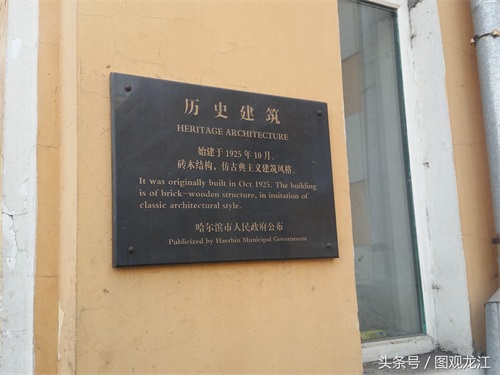 历史建筑
HERITAGE ARCHITECTURE
始建于1925年10月。
砖木结构，仿古典主义建筑风格。
It was originally built in Oct 1925. The building
is of brick-wooden structure, in imitation of
classic architectural style.
哈尔滨市人民政府公布
Publicized by Haerbin Municipal Government
头条号 / 图观龙江